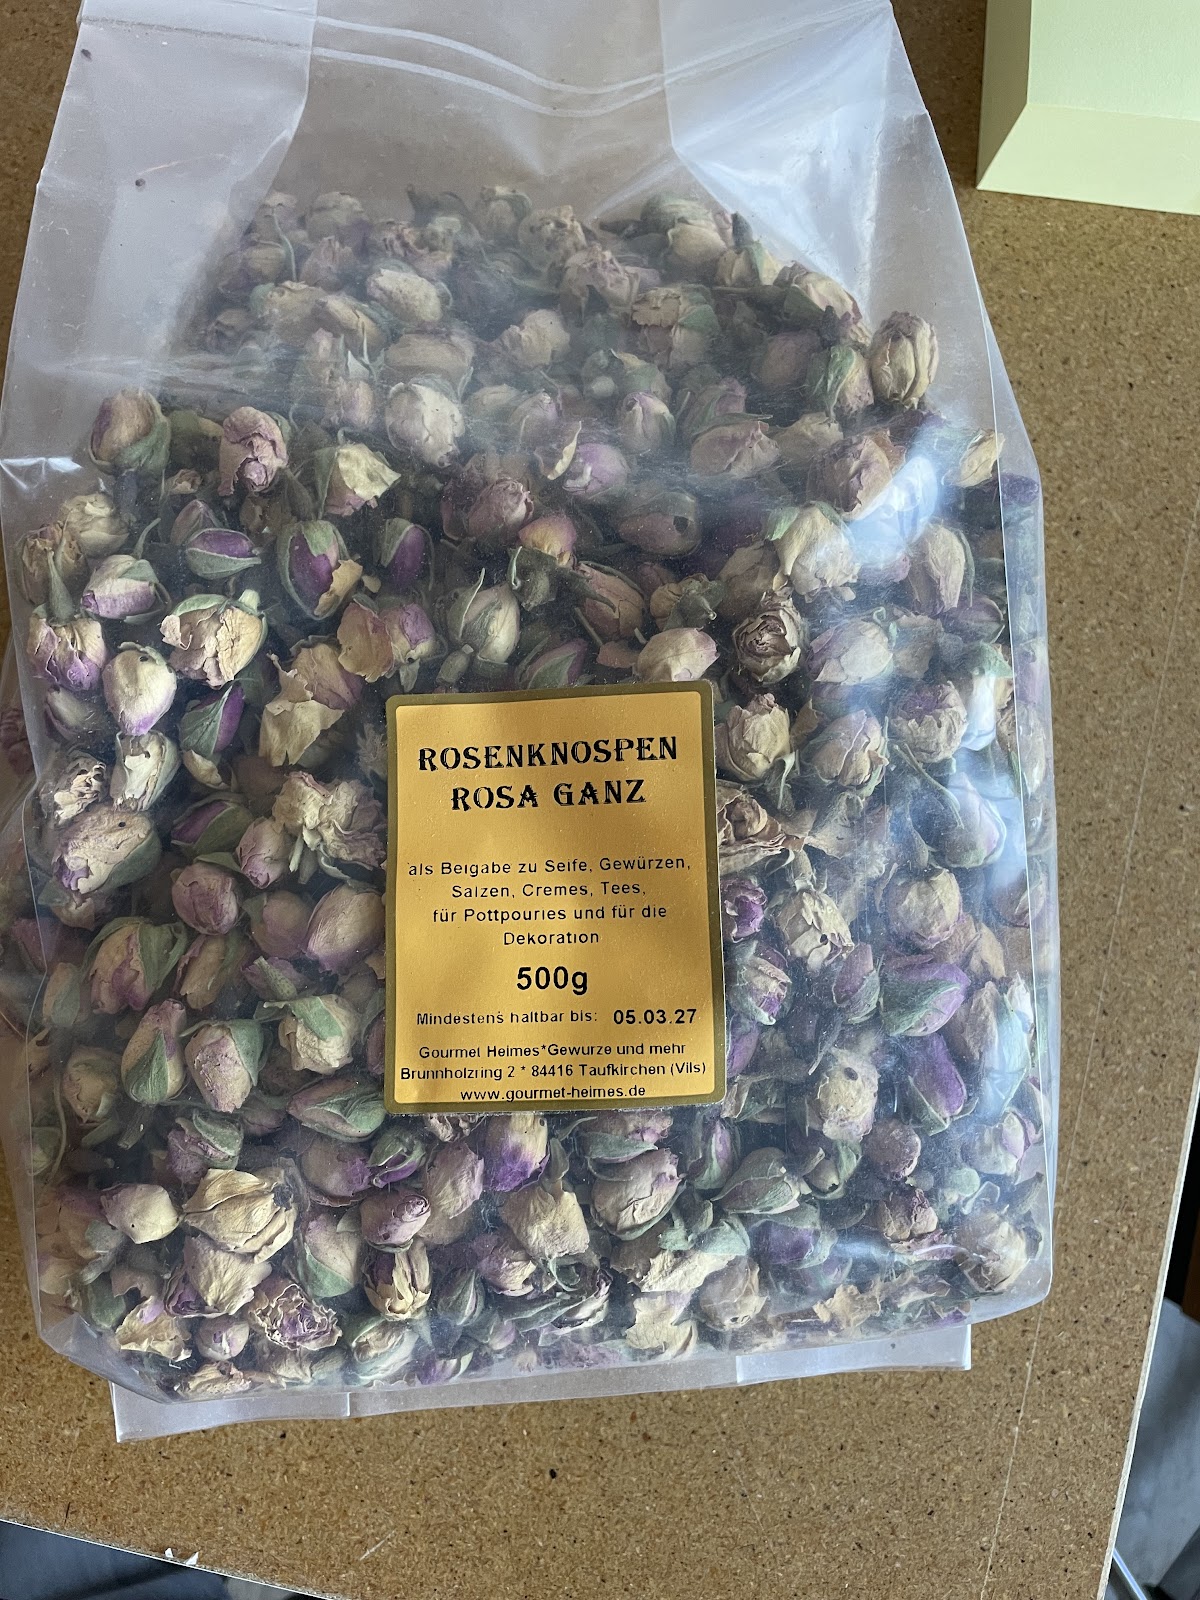 ROSENKNOSPEN
ROSA GANZ
als Beigabe zu Seife, Gewürzen,
Salzen, Cremes, Tees,
für Pottpouries und für die
Dekoration
500g
Mindestens haltbar bis: 05.03.27
Gourmet Heimes*Gewürze und mehr
Brunnholzring 2 * 84416 Taufkirchen (Vils)
www.gourmet-heimes.de